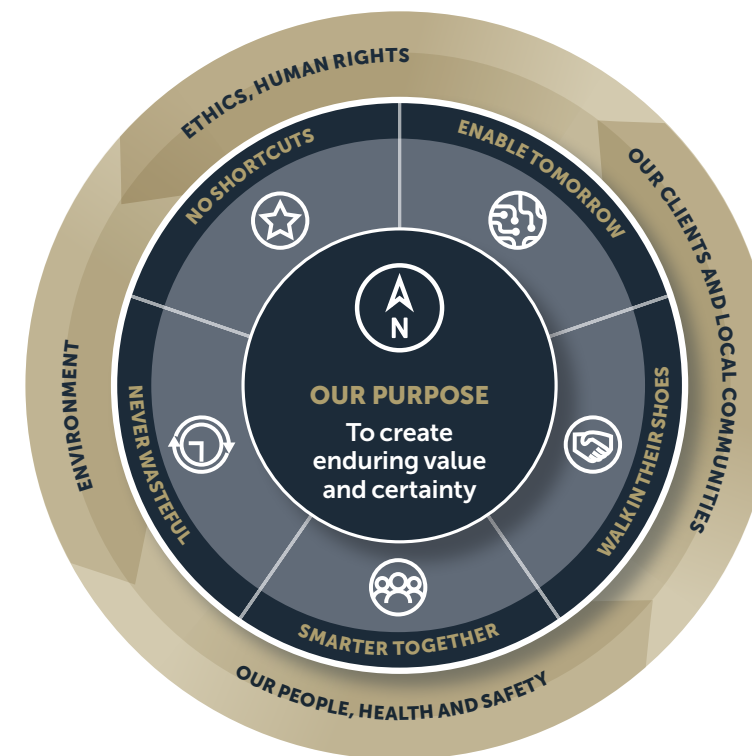 ETHICS, HUMAN RIGHTS
OUR CLIENTS AND LOCAL COMMUNITIES
OUR PEOPLE, HEALTH AND SAFETY
ENVIRONMENT
NO SHORTCUTS
ENABLE TOMORROW
WALK IN THEIR SHOES
SMARTER TOGETHER
NEVER WASTEFUL
N
OUR PURPOSE
To create
enduring value
and certainty